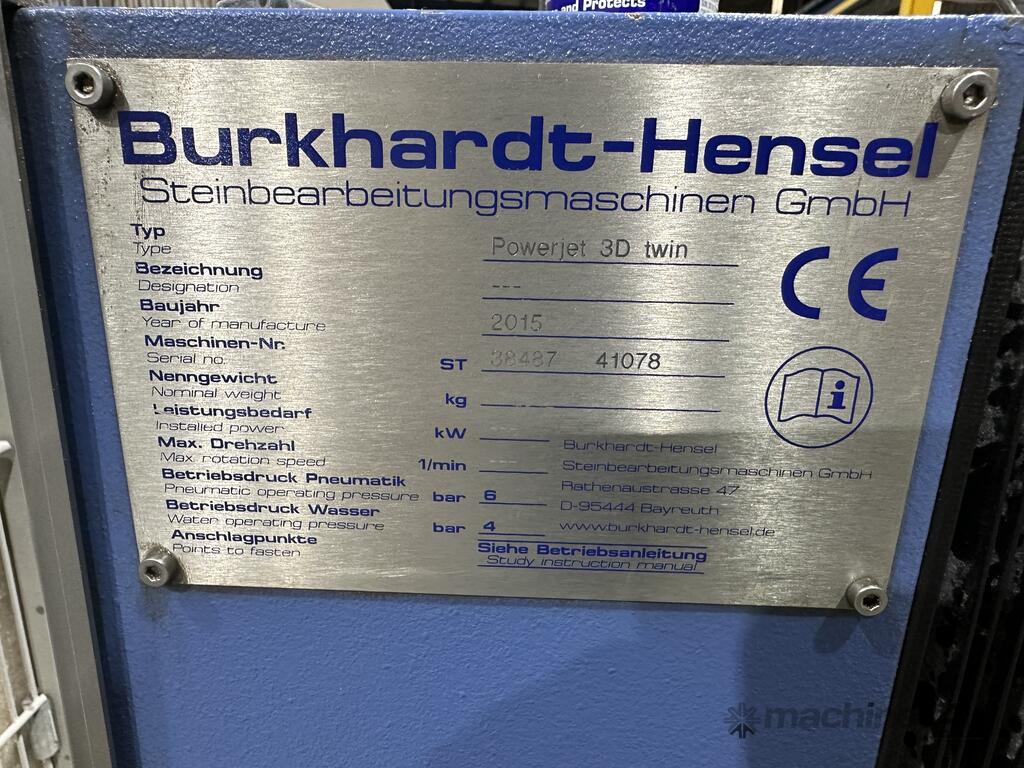 and Protects
Burkhardt-Hensel
Steinbearbeitungsmaschinen GmbH
Typ
Type
Powerjet 3D twin
Bezeichnung
Designation
---
Baujahr
Year of manufacture
2015
Maschinen-Nr.
Serial no.
ST 38487 41078
Nenngewicht
Nominal weight
kg
Leistungsbedarf
Installed power
kW
Max. Drehzahl
Max. rotation speed
1/min ---
Betriebsdruck Pneumatik
Pneumatic operating pressure
bar 6
Betriebsdruck Wasser
Water operating pressure
bar 4
Anschlagpunkte
Points to fasten
Siehe Betriebsanleitung
Study instruction manual
CE
i
Burkhardt-Hensel
Steinbearbeitungsmaschinen GmbH
Rathenaustrasse 47
D-95444 Bayreuth
www.burkhardt-hensel.de